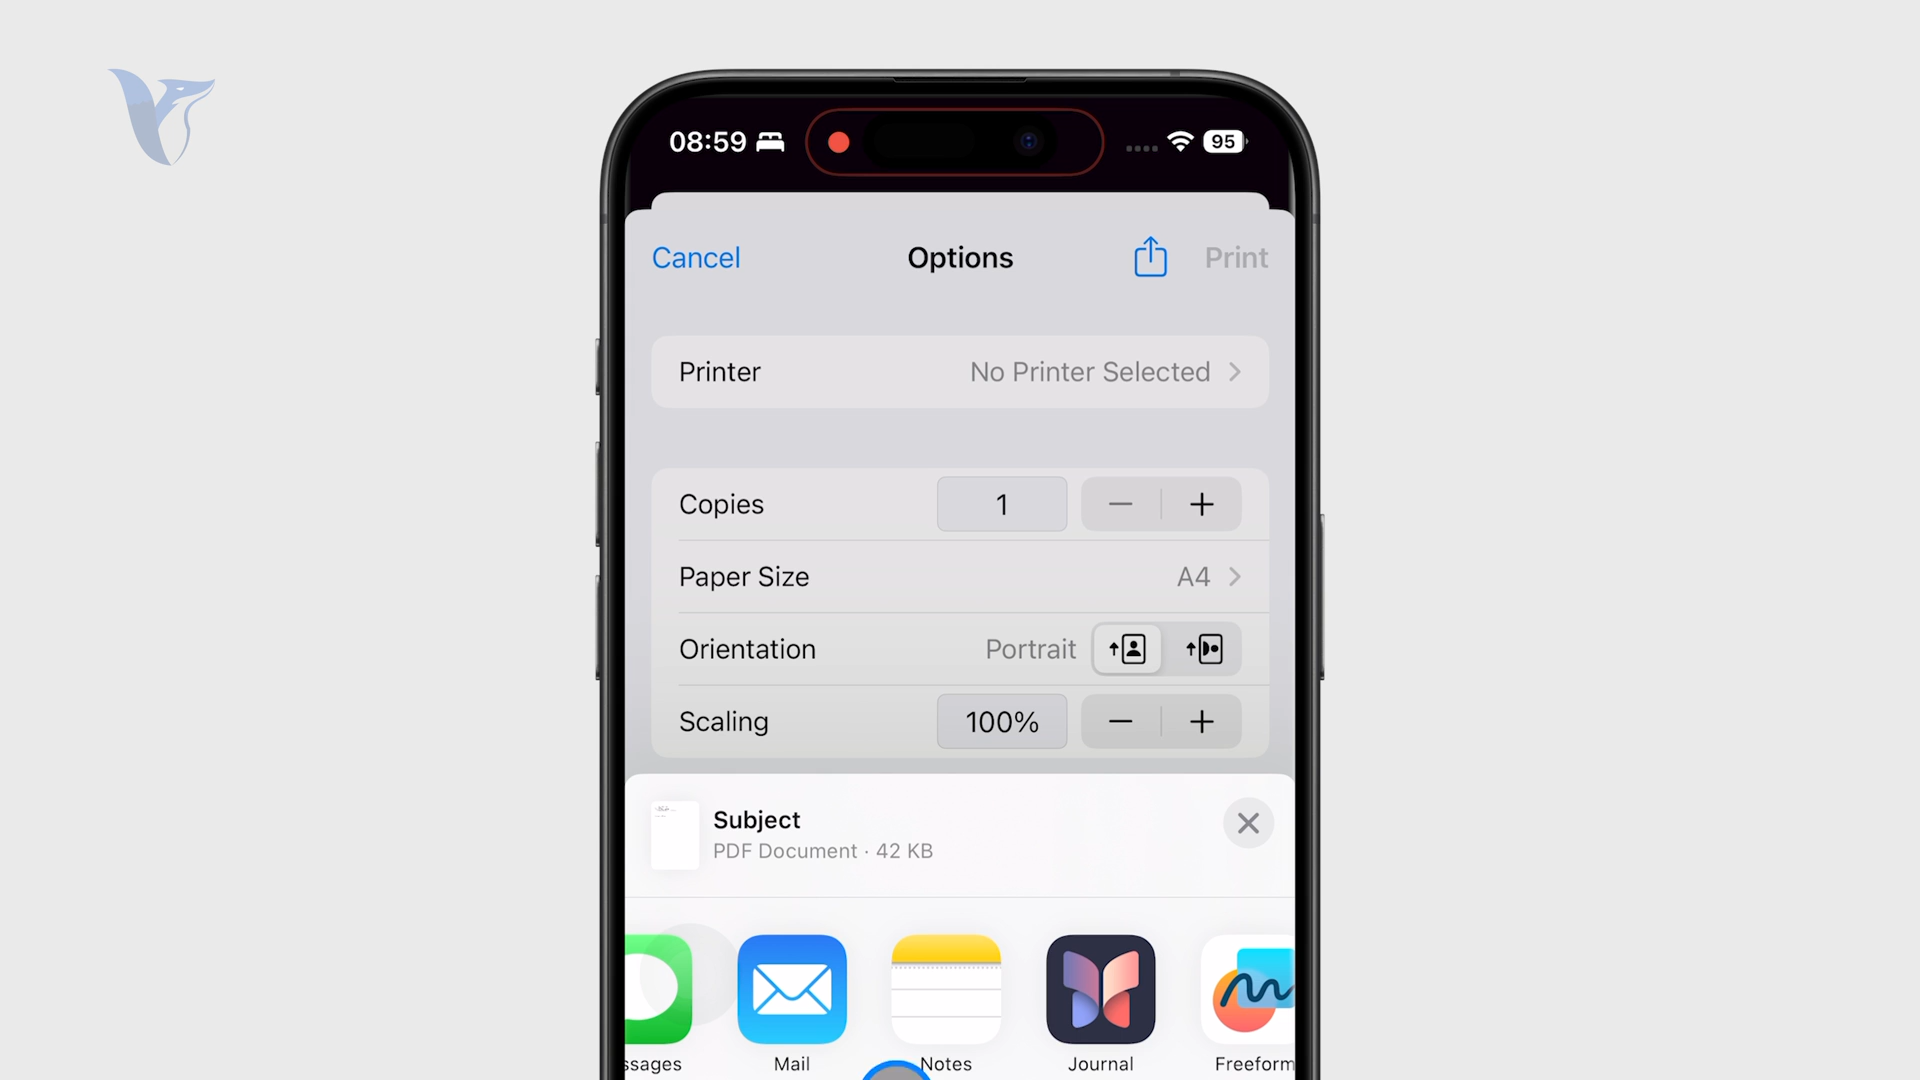 08:59
95
Cancel
Options
Print
Printer
No Printer Selected
Copies
1
Paper Size
A4
Orientation
Portrait
Scaling
100%
Subject
PDF Document · 42 KB
ssages
Mail
Notes
Journal
Freeform